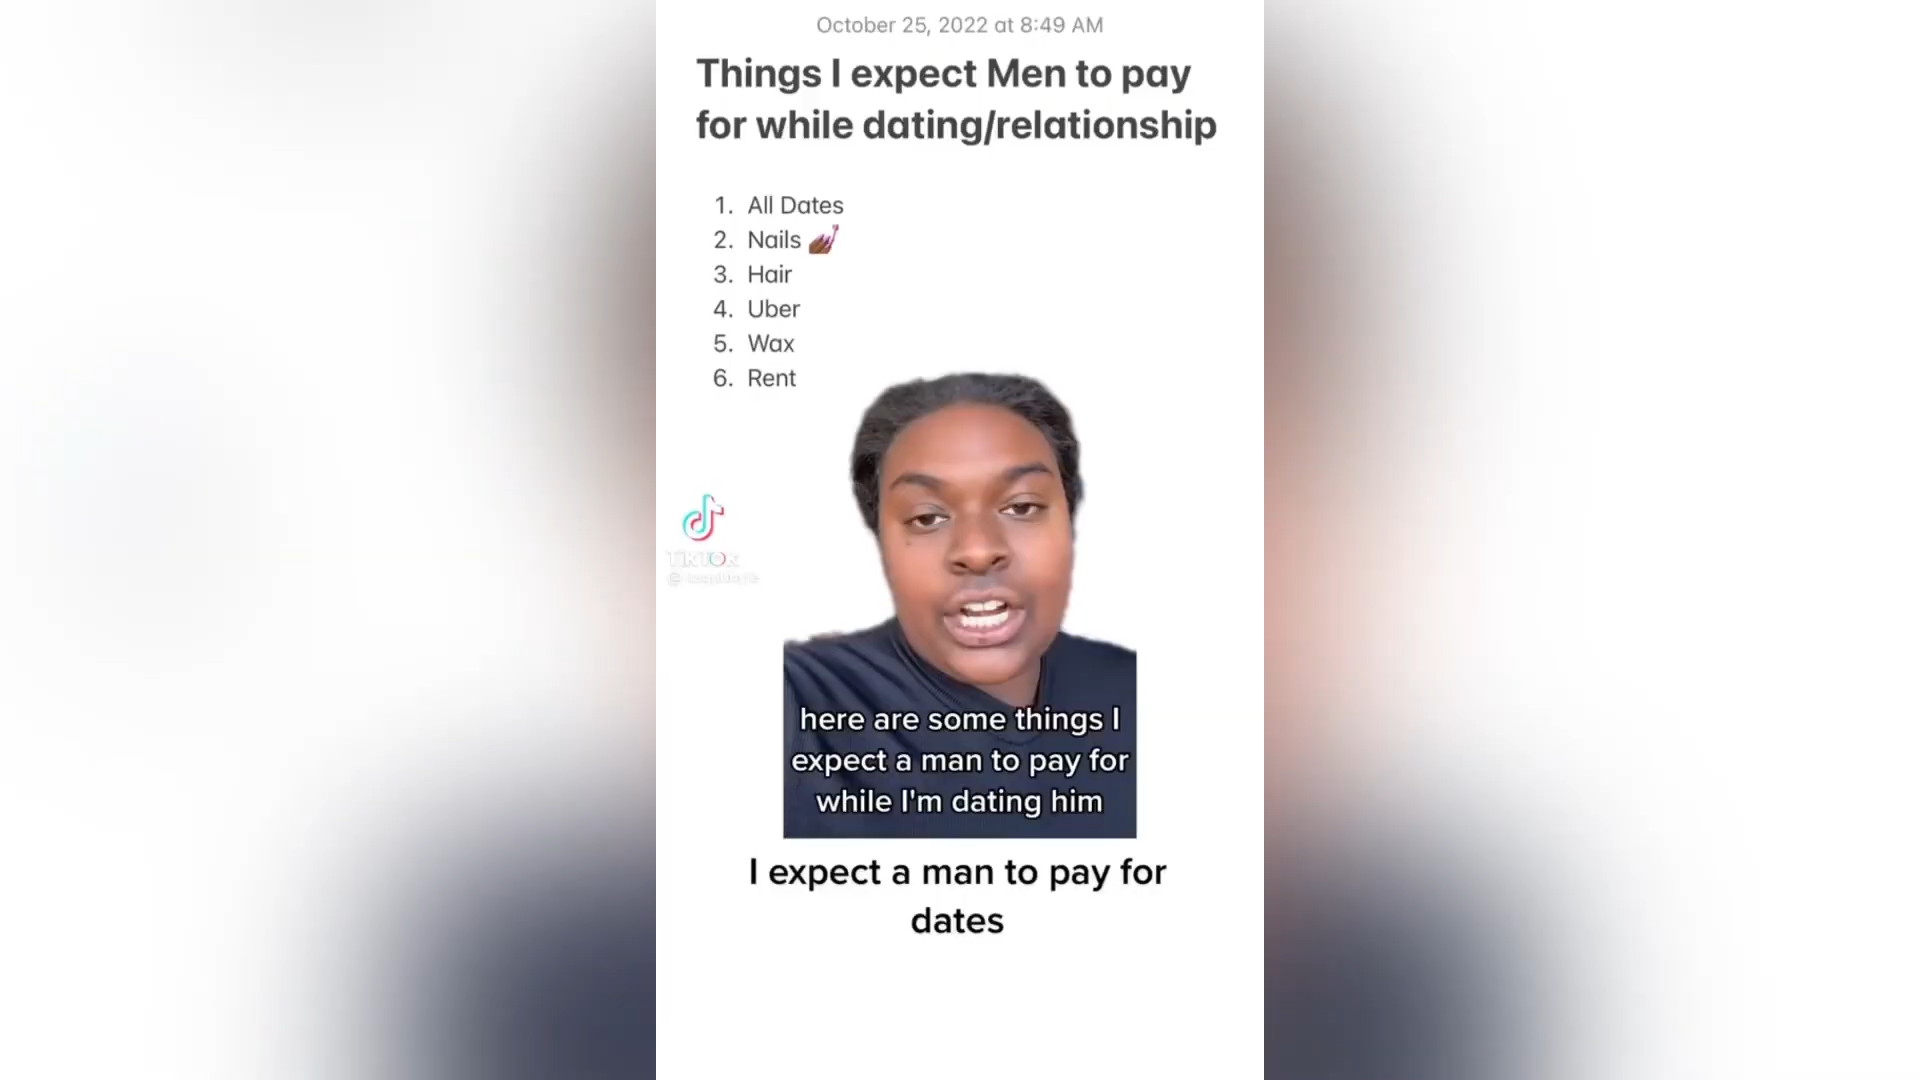 October 25, 2022 at 8:49 AM
Things I expect Men to pay
for while dating/relationship
1. All Dates
2. Nails 💅🏾
3. Hair
4. Uber
5. Wax
6. Rent
TikTok
here are some things I
expect a man to pay for
while I'm dating him
I expect a man to pay for
dates